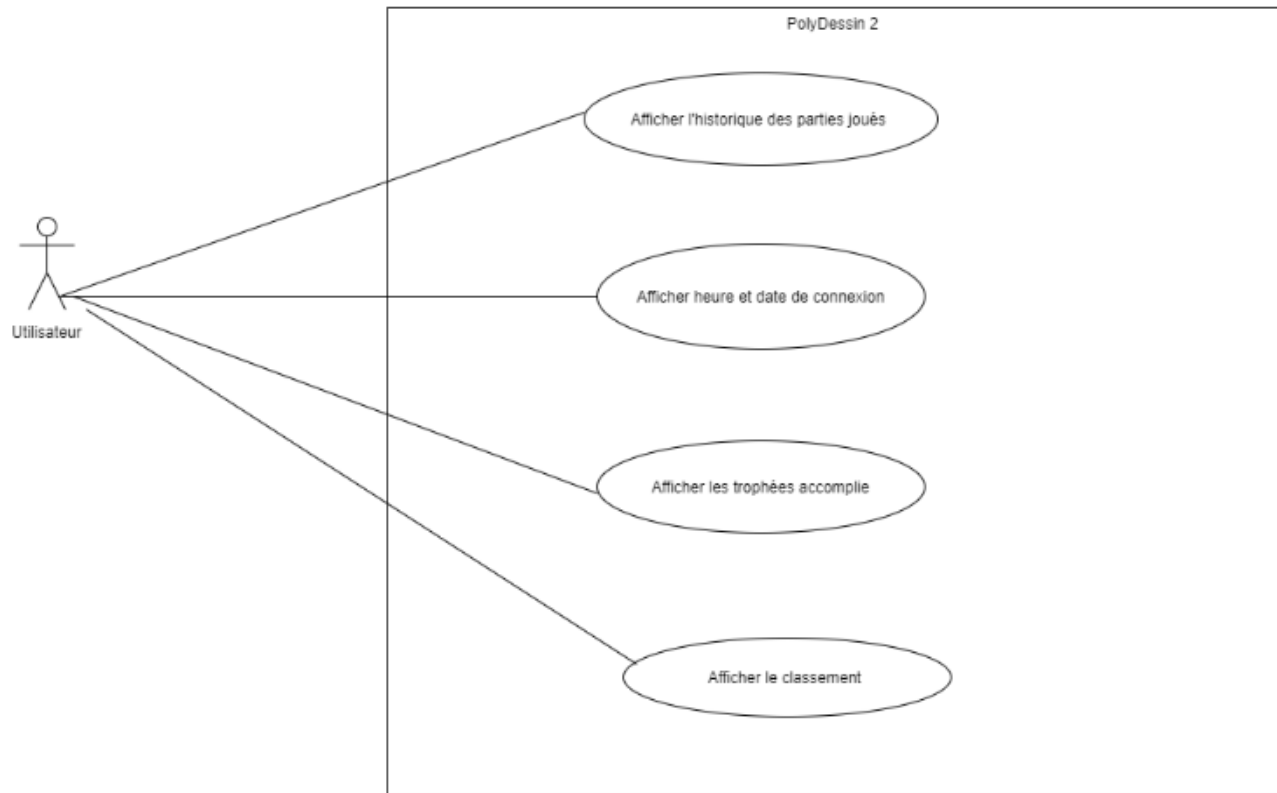 PolyDessin 2
Afficher l'historique des parties joués
Afficher heure et date de connexion
Utilisateur
Afficher les trophées accomplie
Afficher le classement